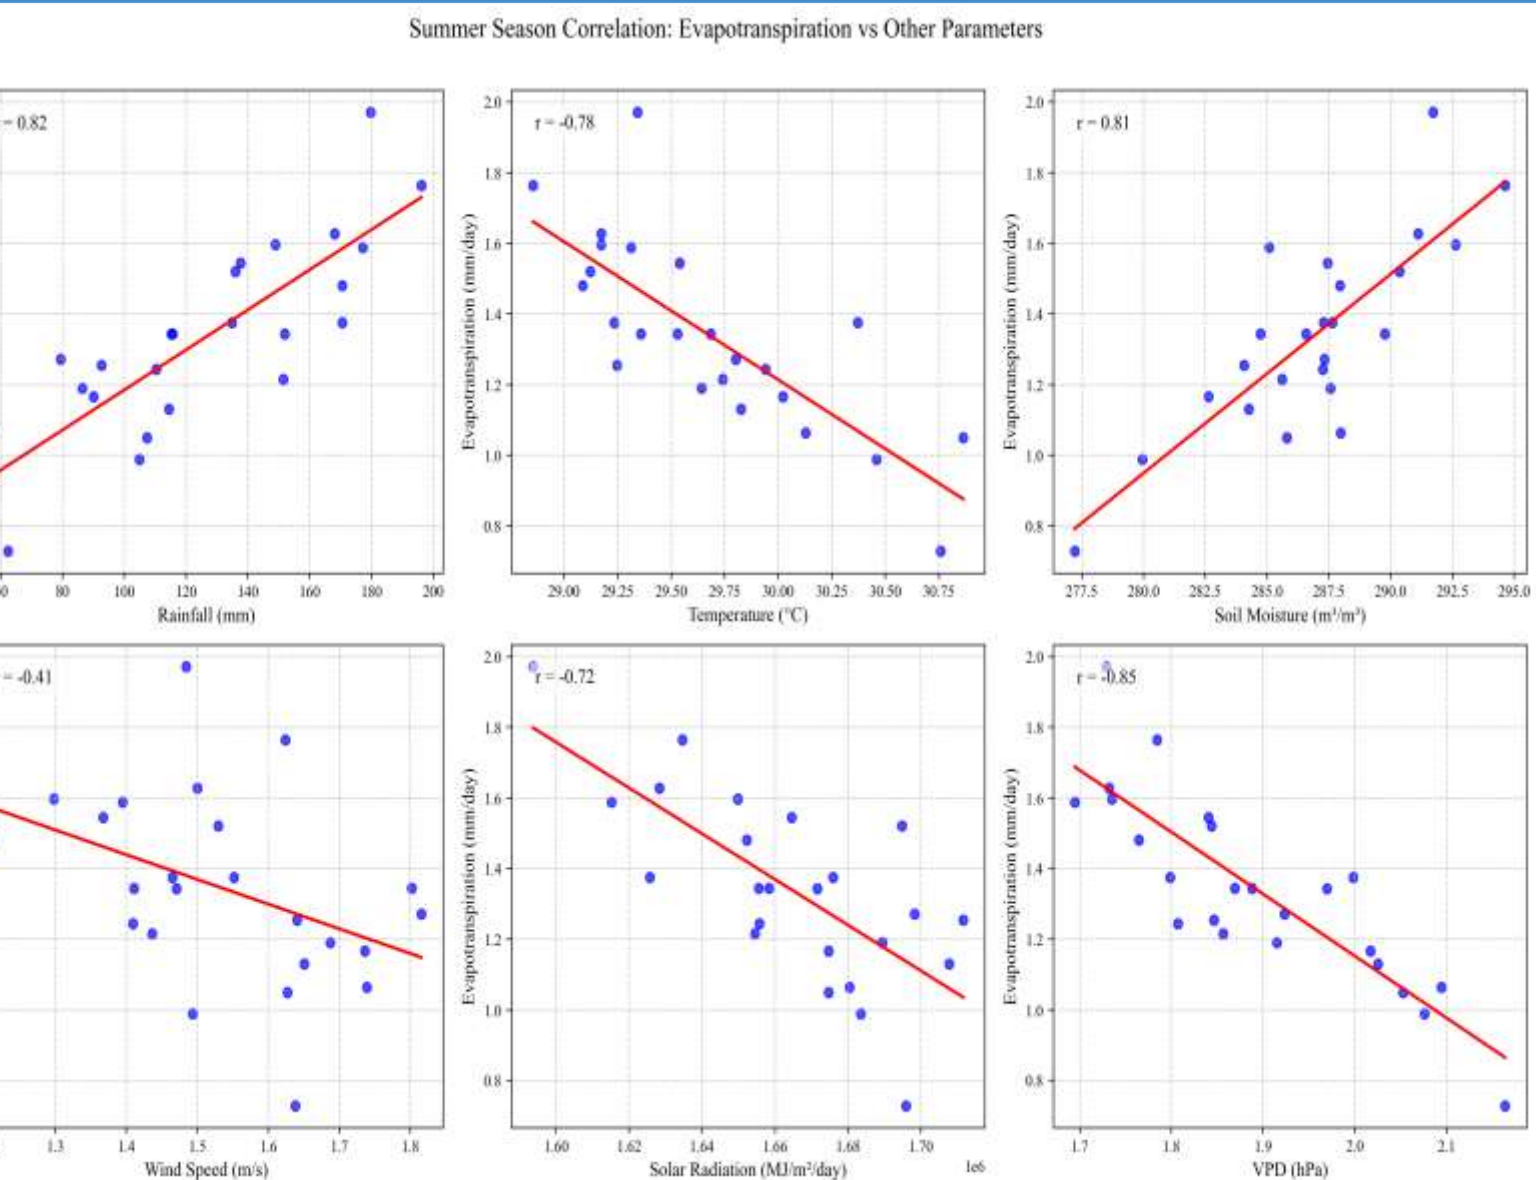 Summer Season Correlation: Evapotranspiration vs Other Parameters
= 0.82
r = -0.78
r = 0.81
2.0
1.8
1.6
1.4
1.2
1.0
0.8
Evapotranspiration (mm/day)
2.0
1.8
1.6
1.4
1.2
1.0
0.8
Evapotranspiration (mm/day)
80 100 120 140 160 180 200
Rainfall (mm)
29.00 29.25 29.50 29.75 30.00 30.25 30.50 30.75
Temperature (°C)
277.5 280.0 282.5 285.0 287.5 290.0 292.5 295.0
Soil Moisture (m³/m³)
= -0.41
r = -0.72
r = -0.85
2.0
1.8
1.6
1.4
1.2
1.0
0.8
Evapotranspiration (mm/day)
2.0
1.8
1.6
1.4
1.2
1.0
0.8
Evapotranspiration (mm/day)
1.3 1.4 1.5 1.6 1.7 1.8
Wind Speed (m/s)
1.60 1.62 1.64 1.66 1.68 1.70
1e6
Solar Radiation (MJ/m²/day)
1.7 1.8 1.9 2.0 2.1
VPD (hPa)